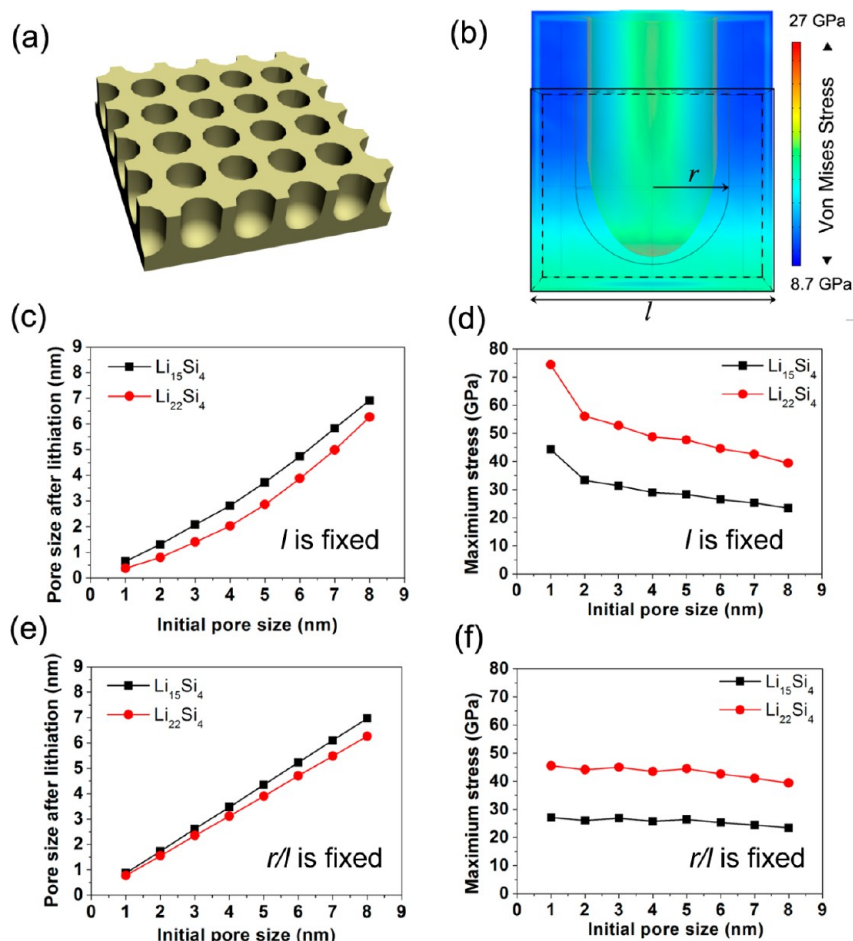 (a)
(b)
27 GPa
Von Mises Stress
8.7 GPa
r
l
(c)
Pore size after lithiation (nm)
9
8
7
6
5
4
3
2
1
0
Li₁₅Si₄
Li₂₂Si₄
l is fixed
0 1 2 3 4 5 6 7 8 9
Initial pore size (nm)
(d)
Maximium stress (GPa)
80
70
60
50
40
30
20
10
0
Li₁₅Si₄
Li₂₂Si₄
l is fixed
0 1 2 3 4 5 6 7 8 9
Initial pore size (nm)
(e)
Pore size after lithiation (nm)
9
8
7
6
5
4
3
2
1
0
Li₁₅Si₄
Li₂₂Si₄
r/l is fixed
0 1 2 3 4 5 6 7 8 9
Initial pore size (nm)
(f)
Maximium stress (GPa)
80
70
60
50
40
30
20
10
0
Li₁₅Si₄
Li₂₂Si₄
r/l is fixed
0 1 2 3 4 5 6 7 8 9
Initial pore size (nm)